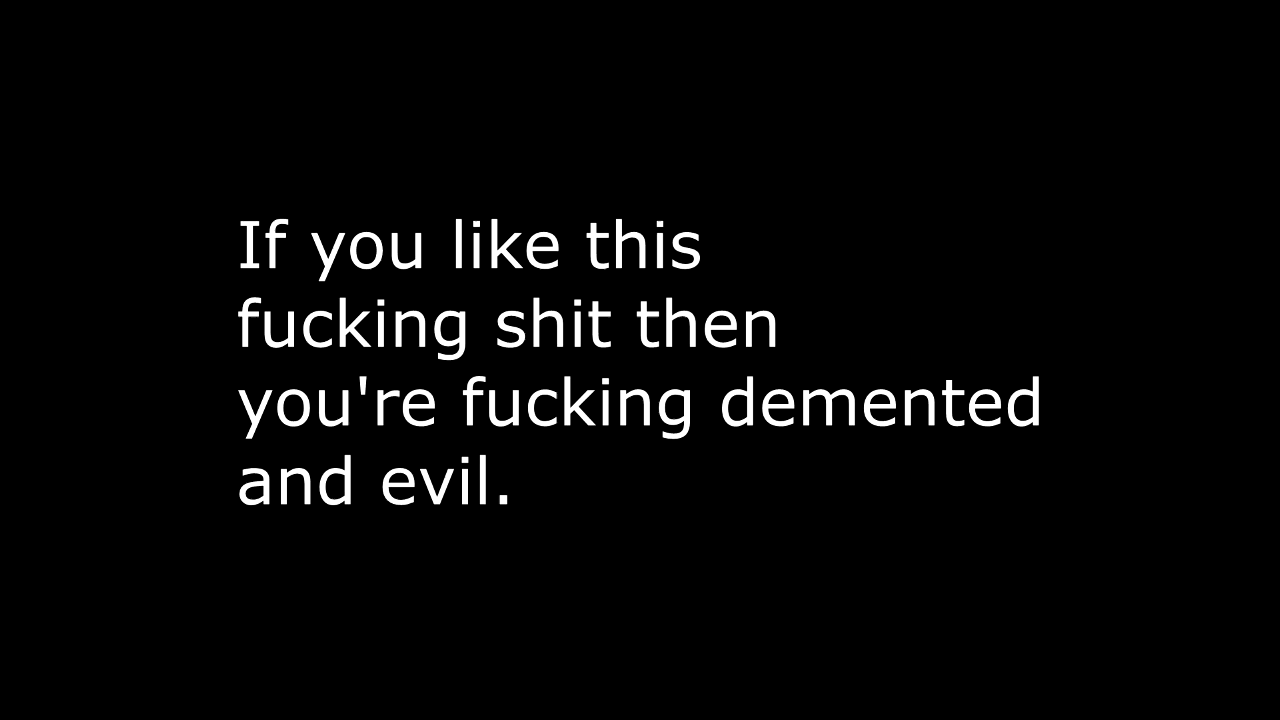 If you like this
fucking shit then
you're fucking demented
and evil.